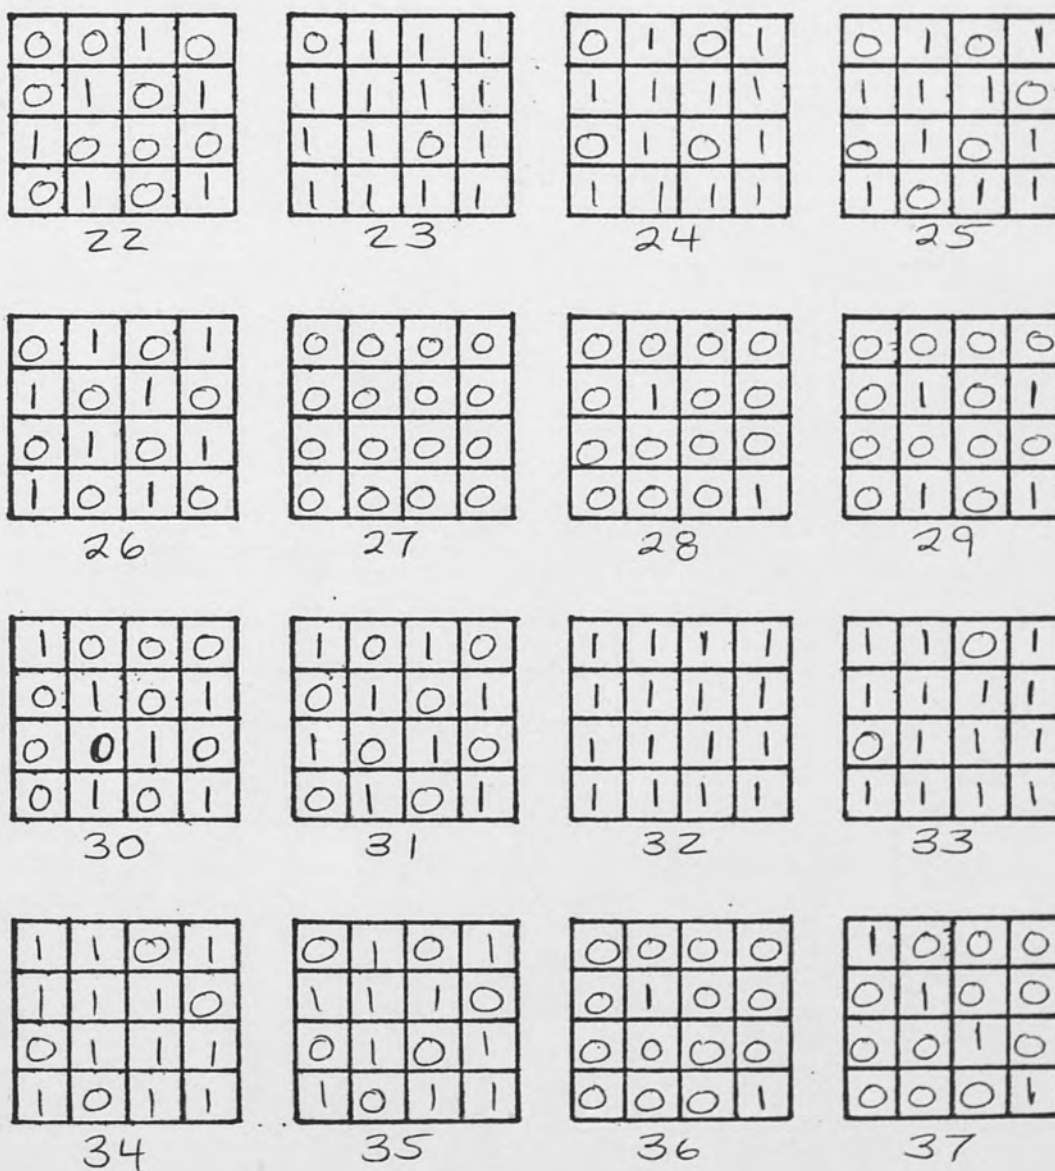 0 0 1 0 0 1 1 1 0 1 0 1 0 1 0 1
0 1 0 1 1 1 1 1 1 1 1 1 1 1 1 0
1 0 0 0 1 1 0 1 0 1 0 1 0 1 0 1
0 1 0 1 1 1 1 1 1 1 1 1 1 0 1 1
22 23 24 25
0 1 0 1 0 0 0 0 0 0 0 0 0 0 0 0
1 0 1 0 0 0 0 0 0 1 0 0 0 1 0 1
0 1 0 1 0 0 0 0 0 0 0 0 0 0 0 0
1 0 1 0 0 0 0 0 0 0 0 1 0 1 0 1
26 27 28 29
1 0 0 0 1 0 1 0 1 1 1 1 1 1 0 1
0 1 0 1 0 1 0 1 1 1 1 1 1 1 1 1
0 0 1 0 1 0 1 0 1 1 1 1 0 1 1 1
0 1 0 1 0 1 0 1 1 1 1 1 1 1 1 1
30 31 32 33
1 1 0 1 0 1 0 1 0 0 0 0 1 0 0 0
1 1 1 0 1 1 1 0 0 1 0 0 0 1 0 0
0 1 1 1 0 1 0 1 0 0 0 0 0 0 1 0
1 0 1 1 1 0 1 1 0 0 0 1 0 0 0 1
34 35 36 37